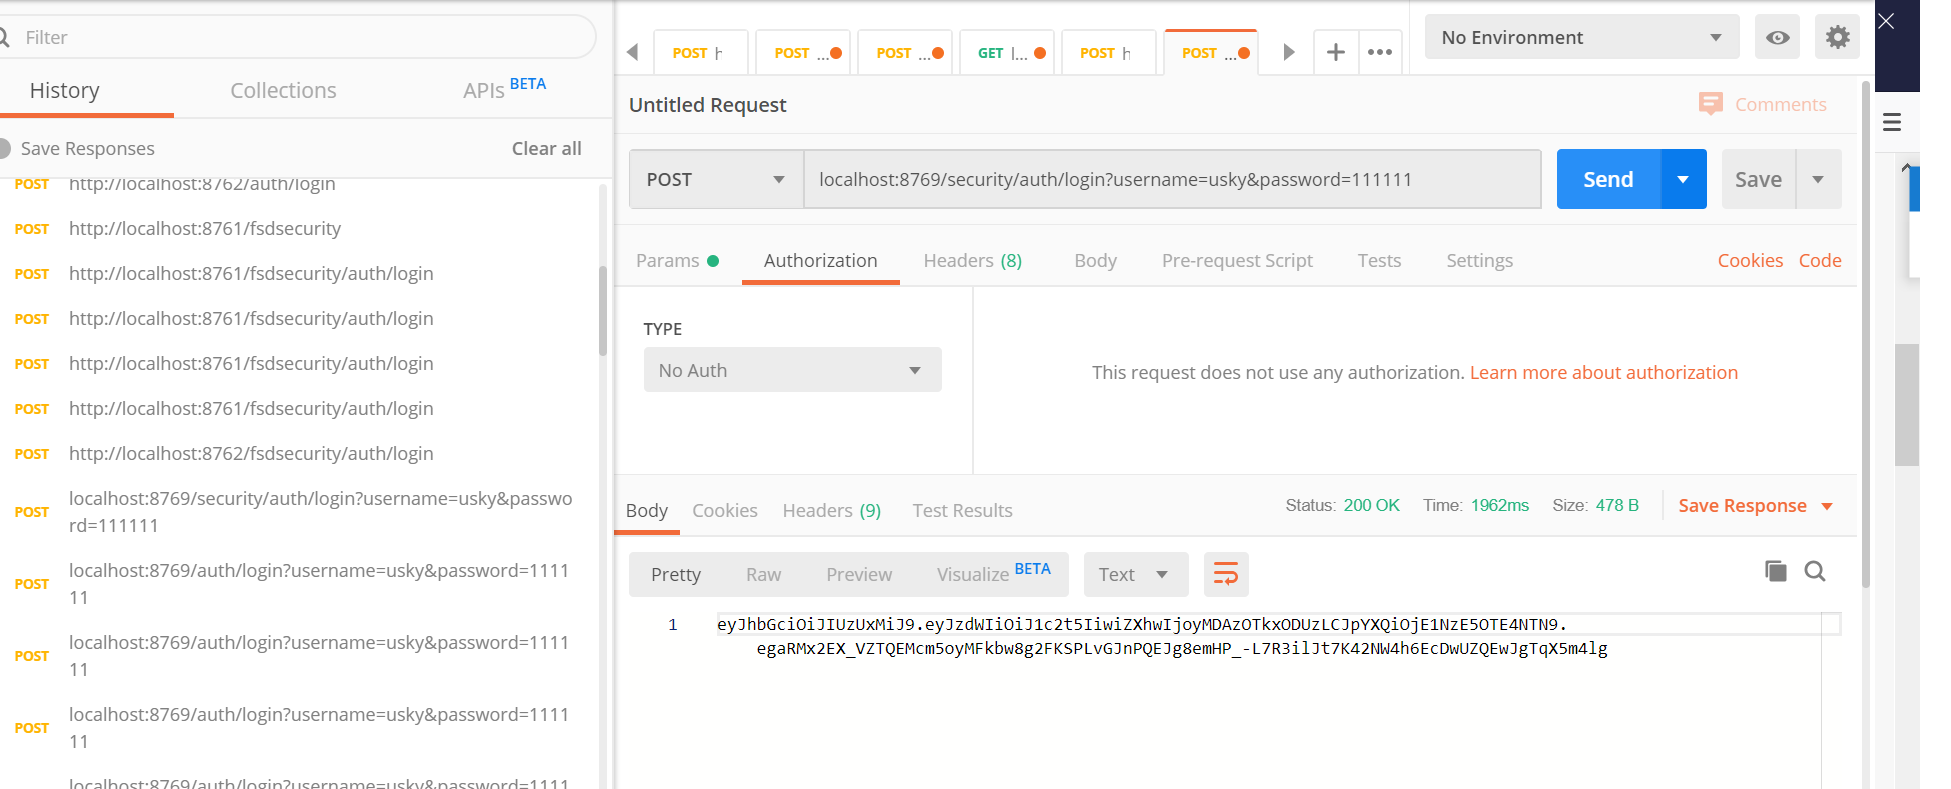 Filter
History
Collections
APIs BETA
Save Responses
Clear all
POST http://localhost:8762/auth/login
POST http://localhost:8761/fsdsecurity
POST http://localhost:8761/fsdsecurity/auth/login
POST http://localhost:8761/fsdsecurity/auth/login
POST http://localhost:8761/fsdsecurity/auth/login
POST http://localhost:8761/fsdsecurity/auth/login
POST http://localhost:8762/fsdsecurity/auth/login
POST localhost:8769/security/auth/login?username=usky&passwo
rd=111111
POST localhost:8769/auth/login?username=usky&password=1111
11
POST localhost:8769/auth/login?username=usky&password=1111
11
POST localhost:8769/auth/login?username=usky&password=1111
11
localhost:8769/auth/login?username=usky&password=1111
POST h
POST ...
POST ...
GET l...
POST h
POST ...
No Environment
Untitled Request
Comments
POST
localhost:8769/security/auth/login?username=usky&password=111111
Send
Save
Params
Authorization
Headers (8)
Body
Pre-request Script
Tests
Settings
Cookies
Code
TYPE
No Auth
This request does not use any authorization. Learn more about authorization
Body
Cookies
Headers (9)
Test Results
Status: 200 OK
Time: 1962ms
Size: 478 B
Save Response
Pretty
Raw
Preview
Visualize BETA
Text
1 eyJhbGciOiJIUzUxMiJ9.eyJzdWIiOiJ1c2t5IiwiZXhwIjoyMDAzOTkxODUzLCJpYXQiOjE1NzE5OTE4NTN9.
egaRMx2EX_VZTQEMcm5oyMFkbw8g2FKSPLvGJnPQEJg8emHP_-L7R3ilJt7K42NW4h6EcDwUZQEwJgTqX5m4lg